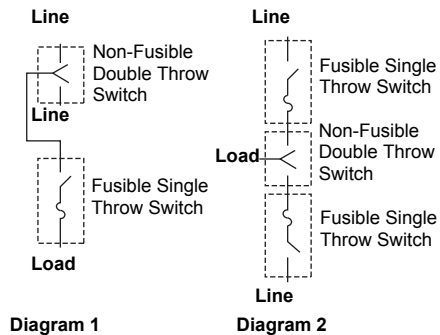 Line
Non-Fusible
Double Throw
Switch
Line
Fusible Single
Throw Switch
Load
Diagram 1
Line
Fusible Single
Throw Switch
Non-Fusible
Double Throw
Switch
Load
Fusible Single
Throw Switch
Line
Diagram 2